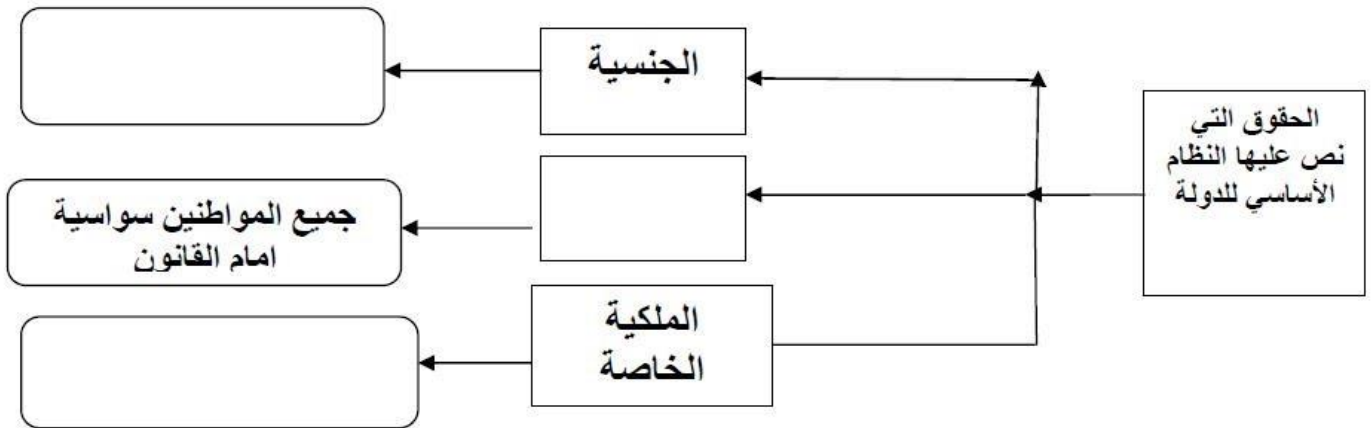 الحقوق التي
نص عليها النظام
الأساسي للدولة
الجنسية
جميع المواطنين سواسية
امام القانون
الملكية
الخاصة